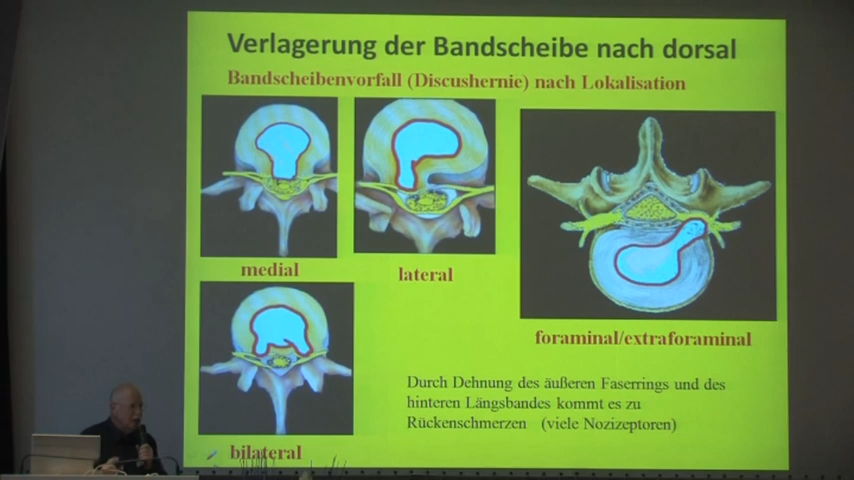 Verlagerung der Bandscheibe nach dorsal
Bandscheibenvorfall (Discushernie) nach Lokalisation
medial
lateral
foraminal/extraforaminal
bilateral
Durch Dehnung des äußeren Faserrings und des
hinteren Längsbandes kommt es zu
Rückenschmerzen (viele Nozizeptoren)